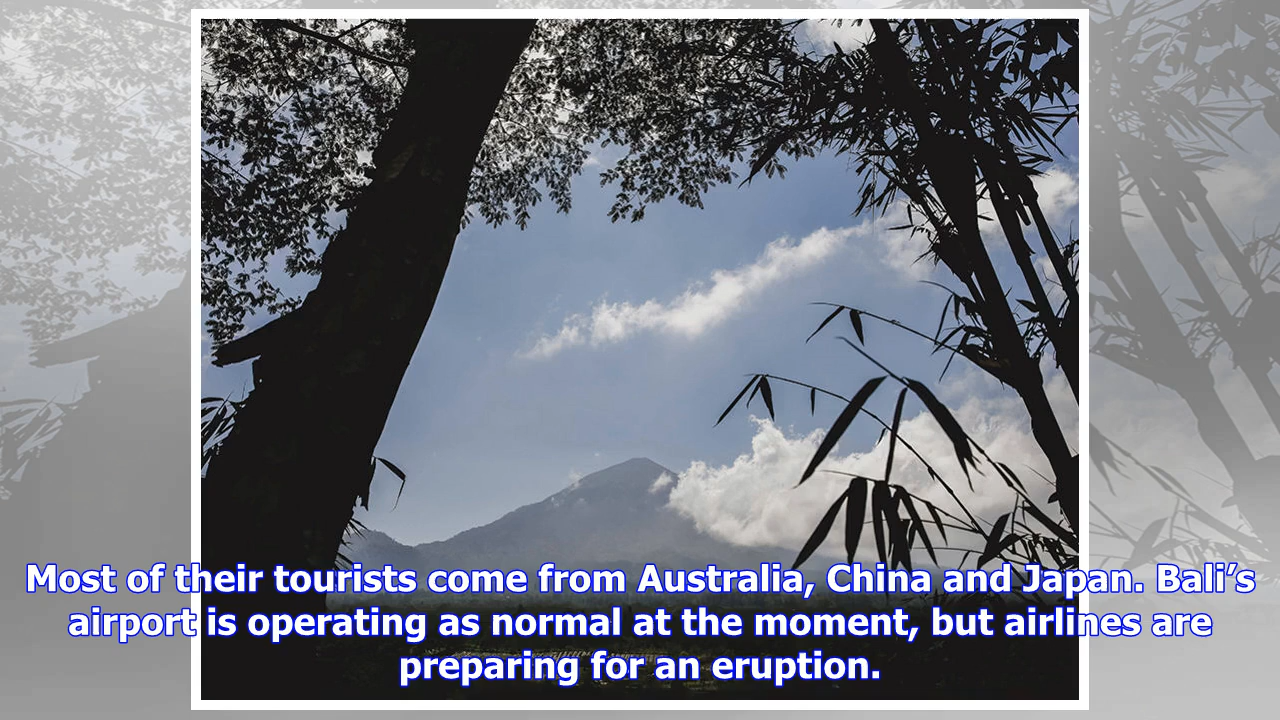 Most of their tourists come from Australia, China and Japan. Bali’s
airport is operating as normal at the moment, but airlines are
preparing for an eruption.